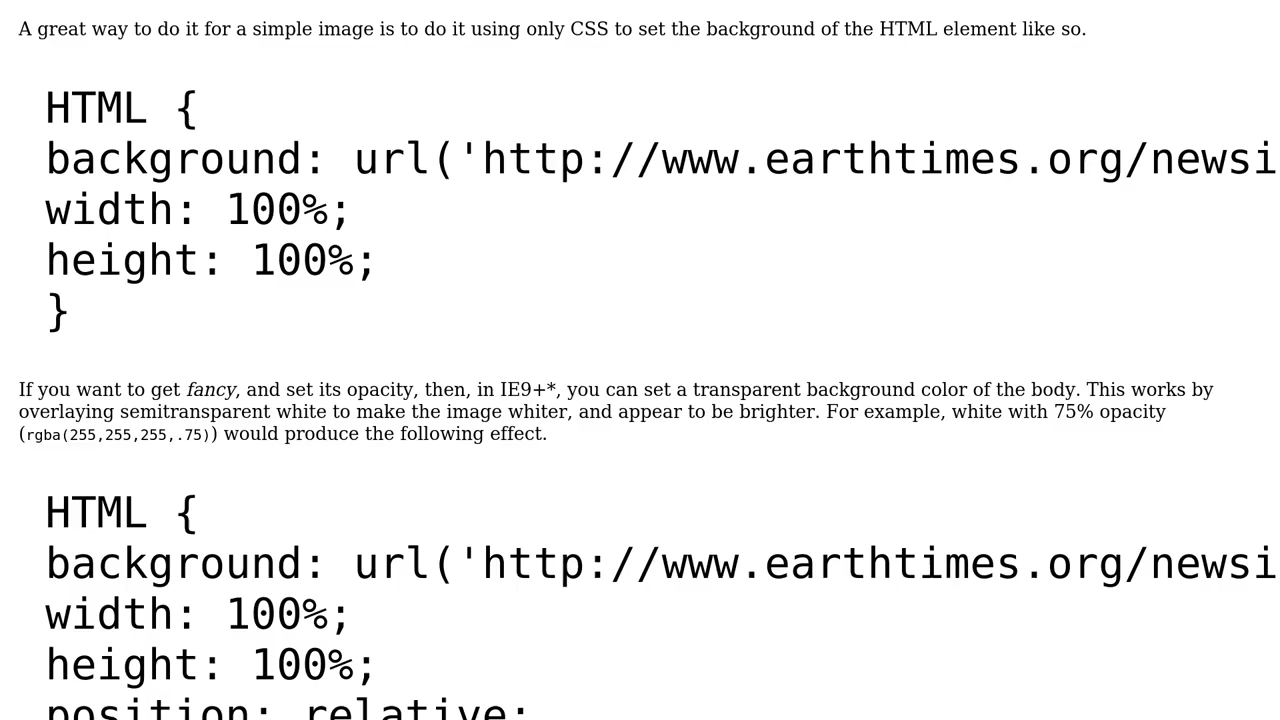 A great way to do it for a simple image is to do it using only CSS to set the background of the HTML element like so.
HTML {
background: url('http://www.earthtimes.org/newsi
width: 100%;
height: 100%;
}
If you want to get fancy, and set its opacity, then, in IE9+*, you can set a transparent background color of the body. This works by
overlaying semitransparent white to make the image whiter, and appear to be brighter. For example, white with 75% opacity
(rgba(255,255,255,.75)) would produce the following effect.
HTML {
background: url('http://www.earthtimes.org/newsi
width: 100%;
height: 100%;
position: relative;